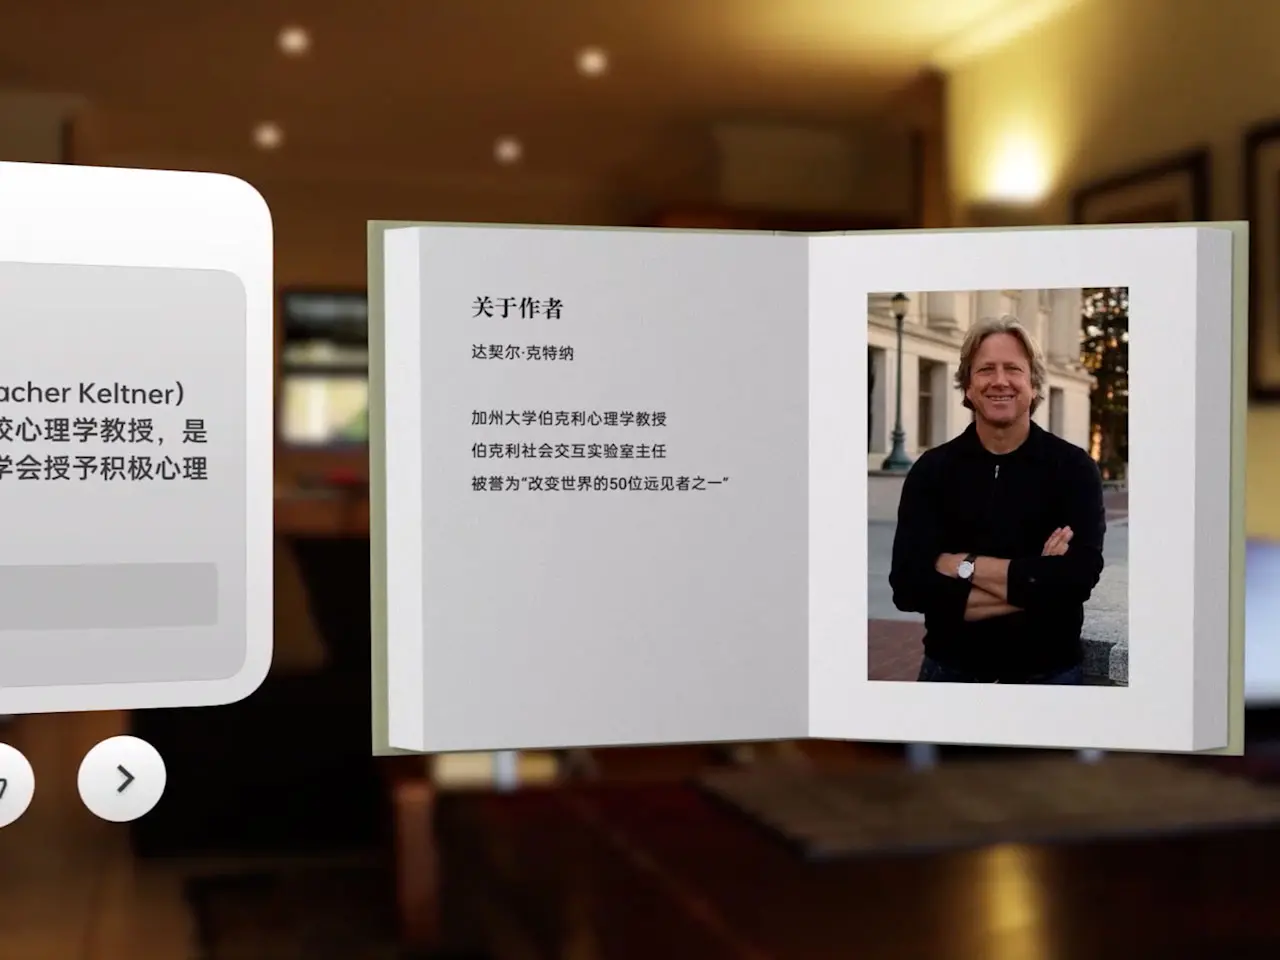 acher Keltner)
校心理学教授，是
学会授予积极心理
关于作者
达契尔·克特纳
加州大学伯克利心理学教授
伯克利社会交互实验室主任
被誉为“改变世界的50位远见者之一”